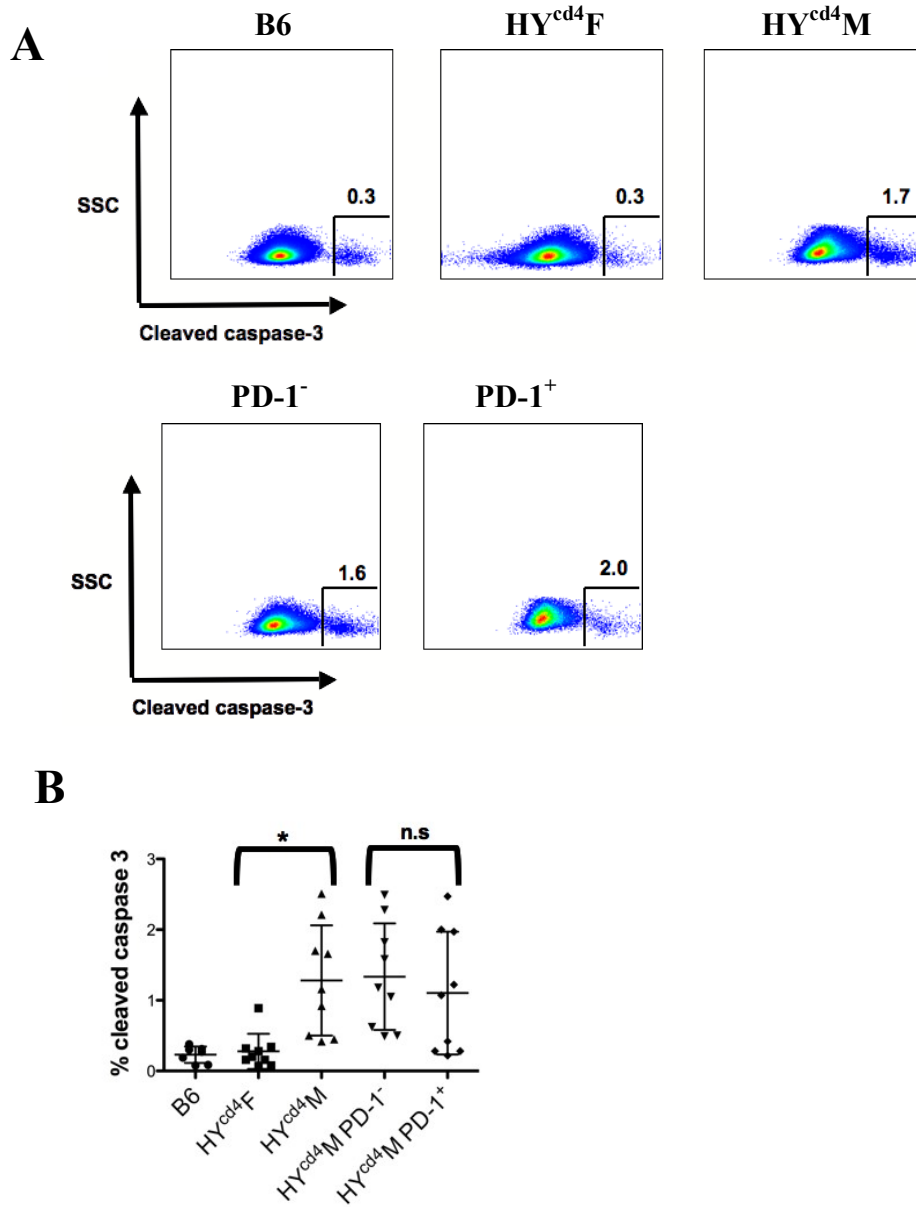 A
B6 HYcd4F HYcd4M
0.3 0.3 1.7
SSC
Cleaved caspase-3
PD-1- PD-1+
1.6 2.0
SSC
Cleaved caspase-3
B
* n.s
% cleaved caspase 3
3
2
1
0
B6 HYcd4F HYcd4M HYcd4M PD-1- HYcd4M PD-1+